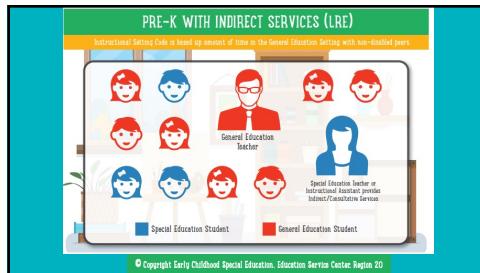 PRE-K WITH INDIRECT SERVICES (LRE)
Instructional Setting Code is based up amount of time in the General Education Setting with non-disabled peers
General Education
Teacher
Special Education Teacher or
Instructional Assistant provides
Indirect/Consultative Services
Special Education Student
General Education Student
© Copyright Early Childhood Special Education, Education Service Center, Region 20